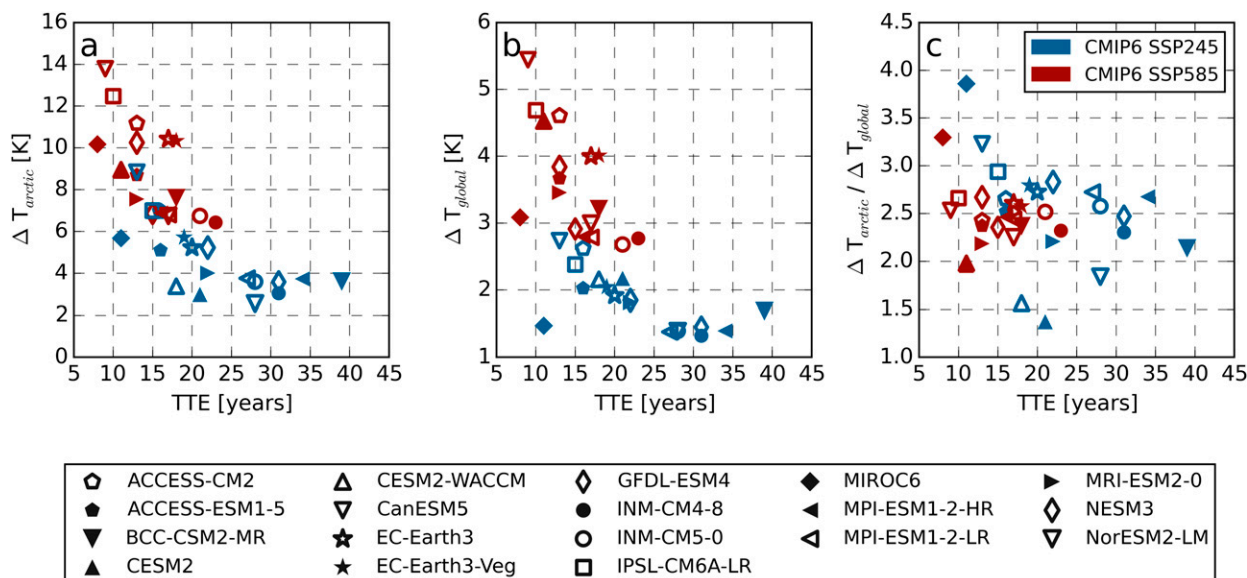 a
b
c
CMIP6 SSP245
CMIP6 SSP585
16
14
12
10
8
6
4
2
0
Δ T_arctic [K]
5 10 15 20 25 30 35 40 45
TTE [years]
6
5
4
3
2
1
Δ T_global [K]
5 10 15 20 25 30 35 40 45
TTE [years]
4.5
4.0
3.5
3.0
2.5
2.0
1.5
1.0
Δ T_arctic / Δ T_global
5 10 15 20 25 30 35 40 45
TTE [years]
ACCESS-CM2
ACCESS-ESM1-5
BCC-CSM2-MR
CESM2
CESM2-WACCM
CanESM5
EC-Earth3
EC-Earth3-Veg
GFDL-ESM4
INM-CM4-8
INM-CM5-0
IPSL-CM6A-LR
MIROC6
MPI-ESM1-2-HR
MPI-ESM1-2-LR
MRI-ESM2-0
NESM3
NorESM2-LM